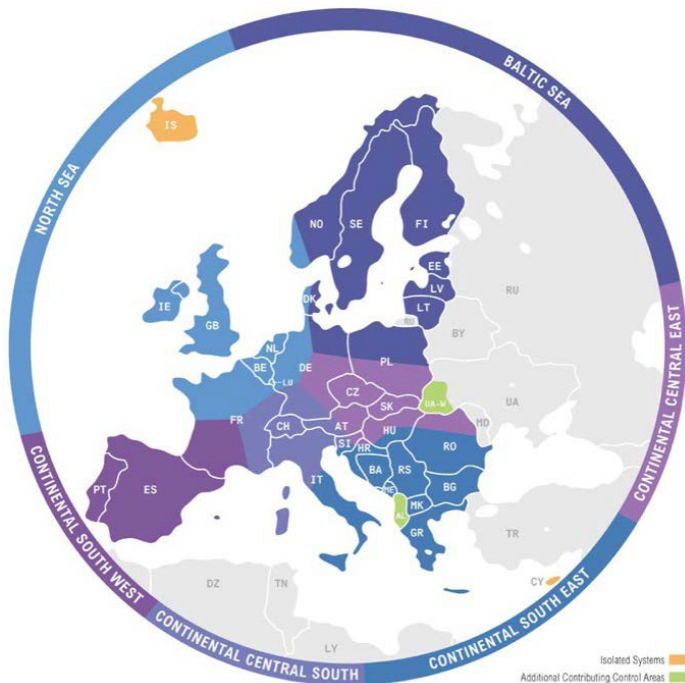 BALTIC SEA
NORTH SEA
IS
NO
SE
FI
EE
LV
LT
RU
RU
DK
IE
GB
BY
NL
BE
LU
DE
PL
CZ
SK
UA-W
UA
MD
FR
CH
AT
HU
SI
HR
RO
IT
BA
RS
ME
BG
MK
AL
GR
PT
ES
TR
CY
DZ
TN
LY
CONTINENTAL CENTRAL EAST
CONTINENTAL SOUTH WEST
CONTINENTAL CENTRAL SOUTH
CONTINENTAL SOUTH EAST
Isolated Systems
Additional Contributing Control Areas